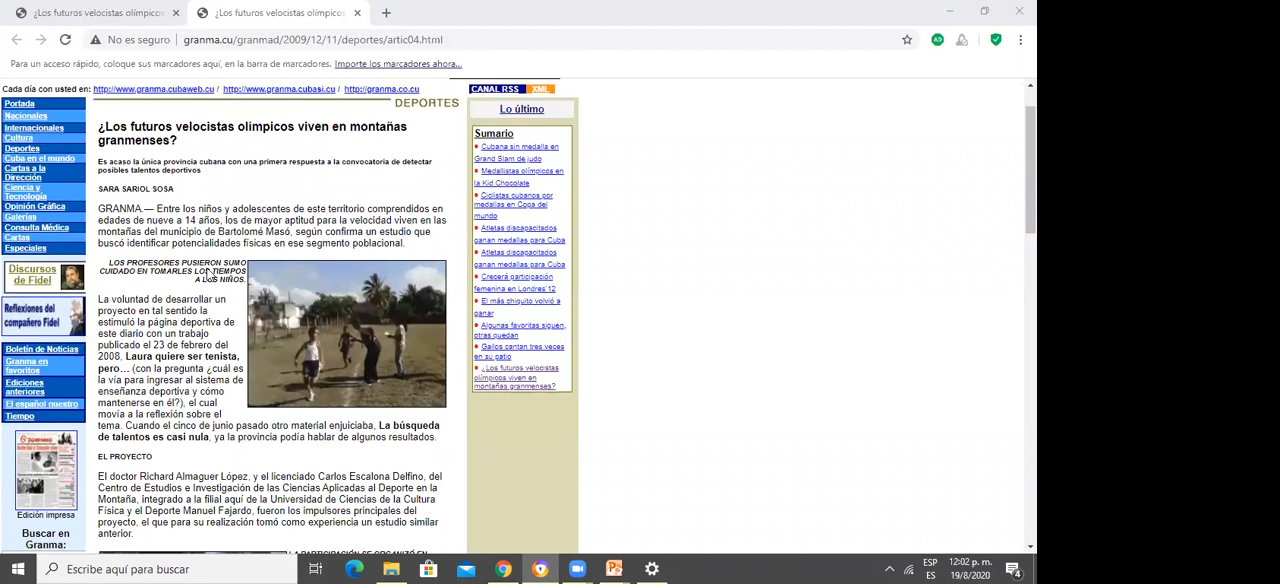 ¿Los futuros velocistas olímpicos
¿Los futuros velocistas olímpicos
No es seguro
granma.cu/granmad/2009/12/11/deportes/artic04.html
Para un acceso rápido, coloque sus marcadores aquí, en la barra de marcadores. Importe los marcadores ahora...
Cada día con usted en: http://www.granma.cubaweb.cu / http://www.granma.cubasi.cu / http://granma.co.cu
CANAL RSS XML
Portada
Nacionales
Internacionales
Cultura
Deportes
Cuba en el mundo
Cartas a la
Dirección
Ciencia y
Tecnología
Opinión Gráfica
Galerías
Consulta Médica
Cartas
Especiales
Discursos
de Fidel
Reflexiones del
compañero Fidel
Boletín de Noticias
Granma en
favoritos
Ediciones
anteriores
El español nuestro
Tiempo
Edición impresa
Buscar en
Granma:
DEPORTES
¿Los futuros velocistas olímpicos viven en montañas
granmenses?
Es acaso la única provincia cubana con una primera respuesta a la convocatoria de detectar
posibles talentos deportivos
SARA SARIOL SOSA
GRANMA.— Entre los niños y adolescentes de este territorio comprendidos en
edades de nueve a 14 años, los de mayor aptitud para la velocidad viven en las
montañas del municipio de Bartolomé Masó, según confirma un estudio que
buscó identificar potencialidades físicas en ese segmento poblacional.
LOS PROFESORES PUSIERON SUMO
CUIDADO EN TOMARLES LOS TIEMPOS
A LOS NIÑOS.
La voluntad de desarrollar un
proyecto en tal sentido la
estimuló la página deportiva de
este diario con un trabajo
publicado el 23 de febrero del
2008, Laura quiere ser tenista,
pero... (con la pregunta ¿cuál es
la vía para ingresar al sistema de
enseñanza deportiva y cómo
mantenerse en él?), el cual
movía a la reflexión sobre el
tema. Cuando el cinco de junio pasado otro material enjuiciaba, La búsqueda
de talentos es casi nula, ya la provincia podía hablar de algunos resultados.
EL PROYECTO
El doctor Richard Almaguer López, y el licenciado Carlos Escalona Delfino, del
Centro de Estudios e Investigación de las Ciencias Aplicadas al Deporte en la
Montaña, integrado a la filial aquí de la Universidad de Ciencias de la Cultura
Física y el Deporte Manuel Fajardo, fueron los impulsores principales del
proyecto, el que para su realización tomó como experiencia un estudio similar
anterior.
LA PARTICIPACIÓN SE ORGANIZÓ EN
Lo último
Sumario
Cubana sin medalla en
Grand Slam de judo
Medallistas olímpicos en
la Kid Chocolate
Ciclistas cubanos por
medallas en Copa del
mundo
Atletas discapacitados
ganan medallas para Cuba
Atletas discapacitados
ganan medallas para Cuba
Crecerá participación
femenina en Londres'12
El más chiquito volvió a
ganar
Algunas favoritas siguen,
otras quedan
Gallos cantan tres veces
en su patio
¿Los futuros velocistas
olímpicos viven en
montañas granmenses?
Escribe aquí para buscar
ESP
ES
12:02 p. m.
19/8/2020
4